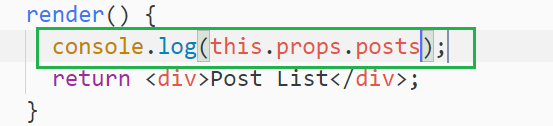 render() {
console.log(this.props.posts);
return <div>Post List</div>;
}